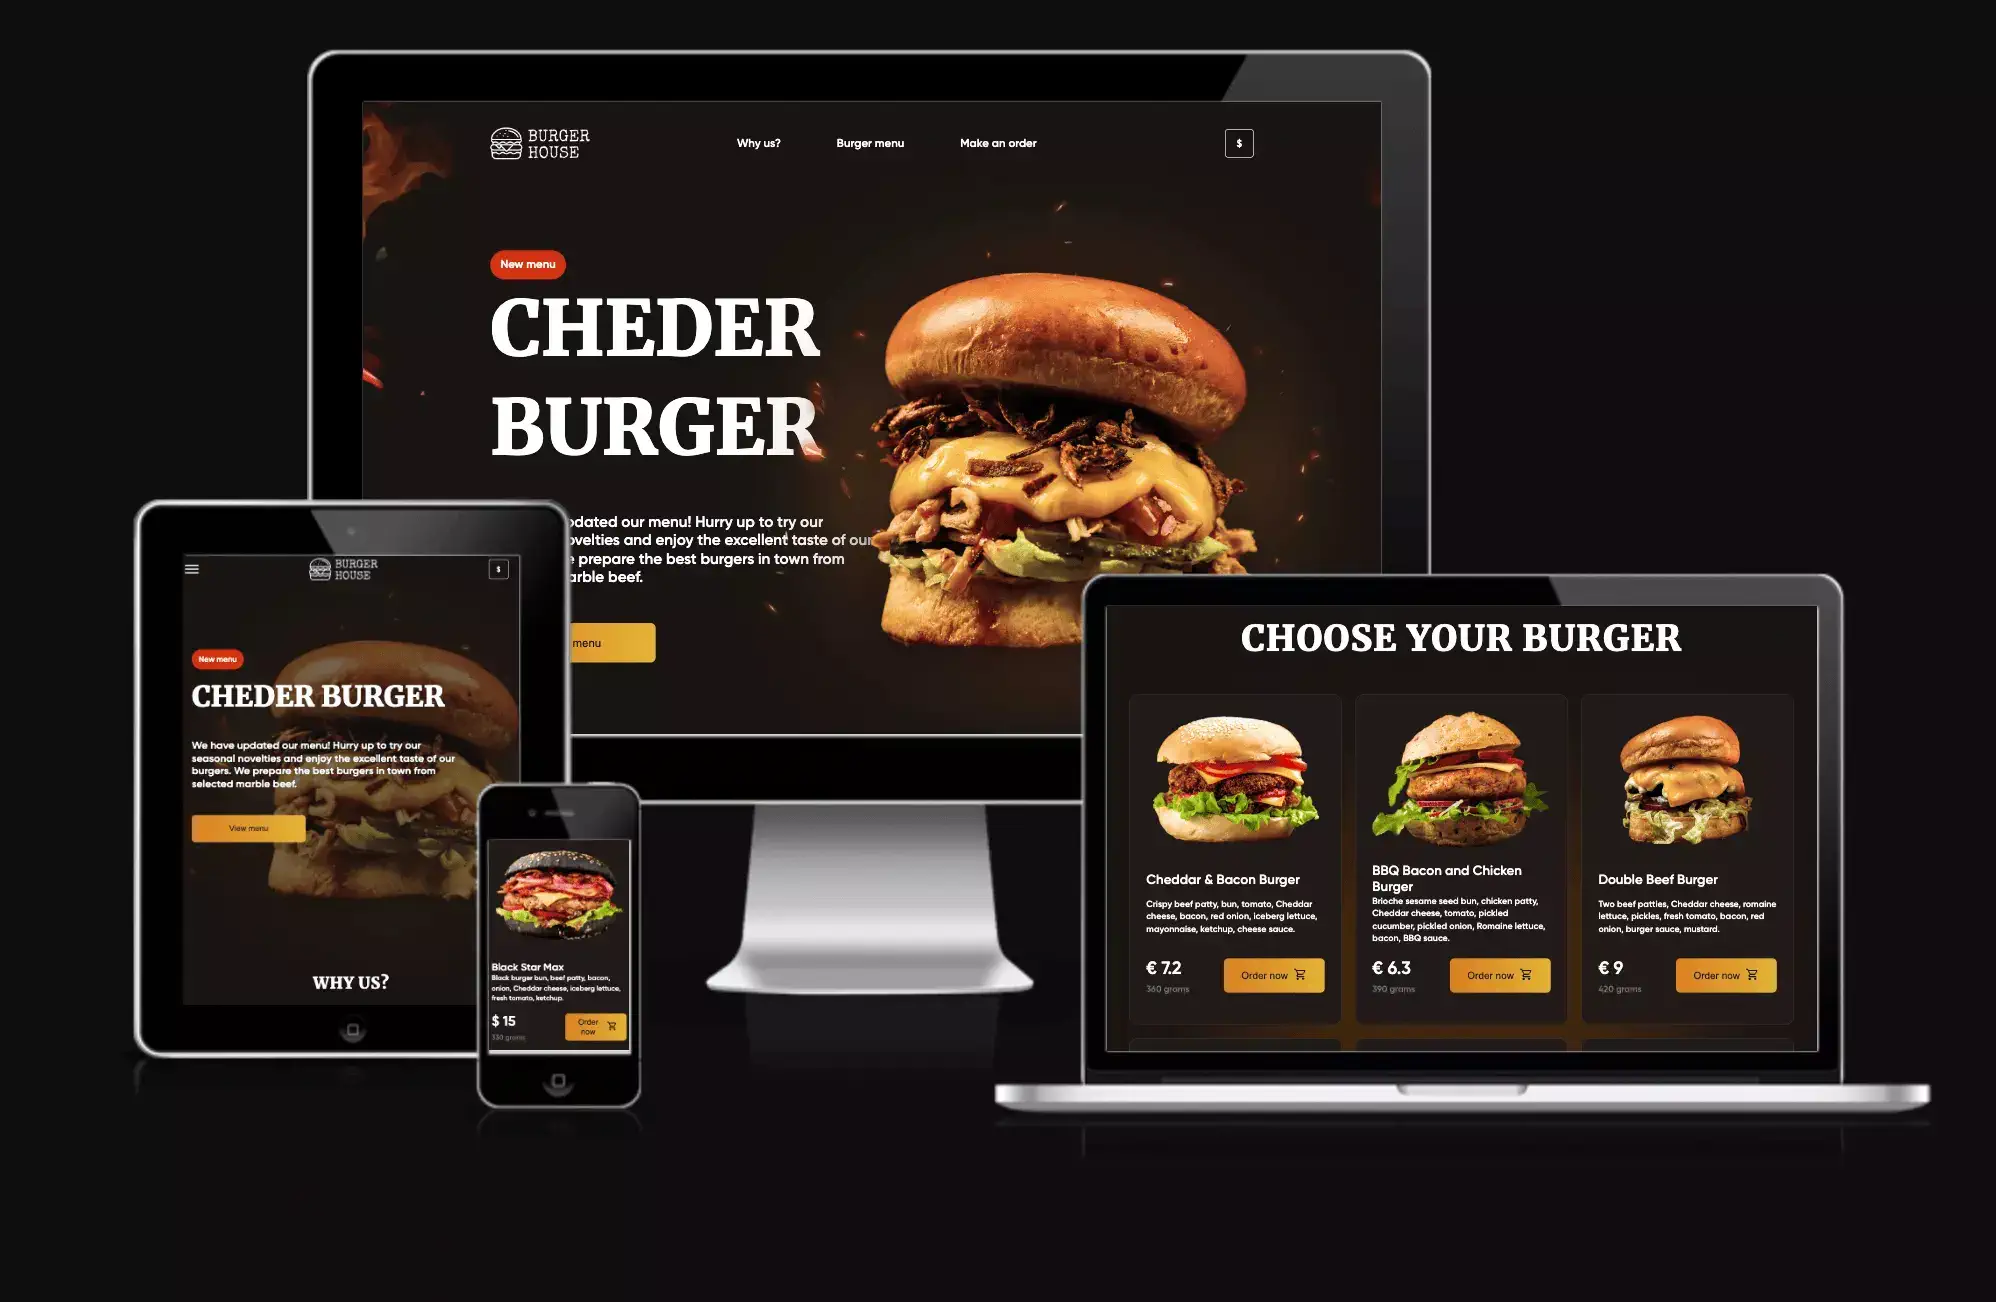 BURGER
HOUSE
Why us?
Burger menu
Make an order
$
New menu
CHEDER
BURGER
dated our menu! Hurry up to try our
ovelties and enjoy the excellent taste of our
prepare the best burgers in town from
arble beef.
menu
BURGER
HOUSE
$
New menu
CHEDER BURGER
We have updated our menu! Hurry up to try our
seasonal novelties and enjoy the excellent taste of our
burgers. We prepare the best burgers in town from
selected marble beef.
View menu
WHY US?
Black Star Max
Black burger bun, beef patty, bacon,
onion, Cheddar cheese, iceberg lettuce,
fresh tomato, ketchup.
$ 15
330 grams
Order
now
CHOOSE YOUR BURGER
Cheddar & Bacon Burger
Crispy beef patty, bun, tomato, Cheddar
cheese, bacon, red onion, iceberg lettuce,
mayonnaise, ketchup, cheese sauce.
€ 7.2
360 grams
Order now
BBQ Bacon and Chicken
Burger
Brioche sesame seed bun, chicken patty,
Cheddar cheese, tomato, pickled
cucumber, pickled onion, Romaine lettuce,
bacon, BBQ sauce.
€ 6.3
390 grams
Order now
Double Beef Burger
Two beef patties, Cheddar cheese, romaine
lettuce, pickles, fresh tomato, bacon, red
onion, burger sauce, mustard.
€ 9
420 grams
Order now